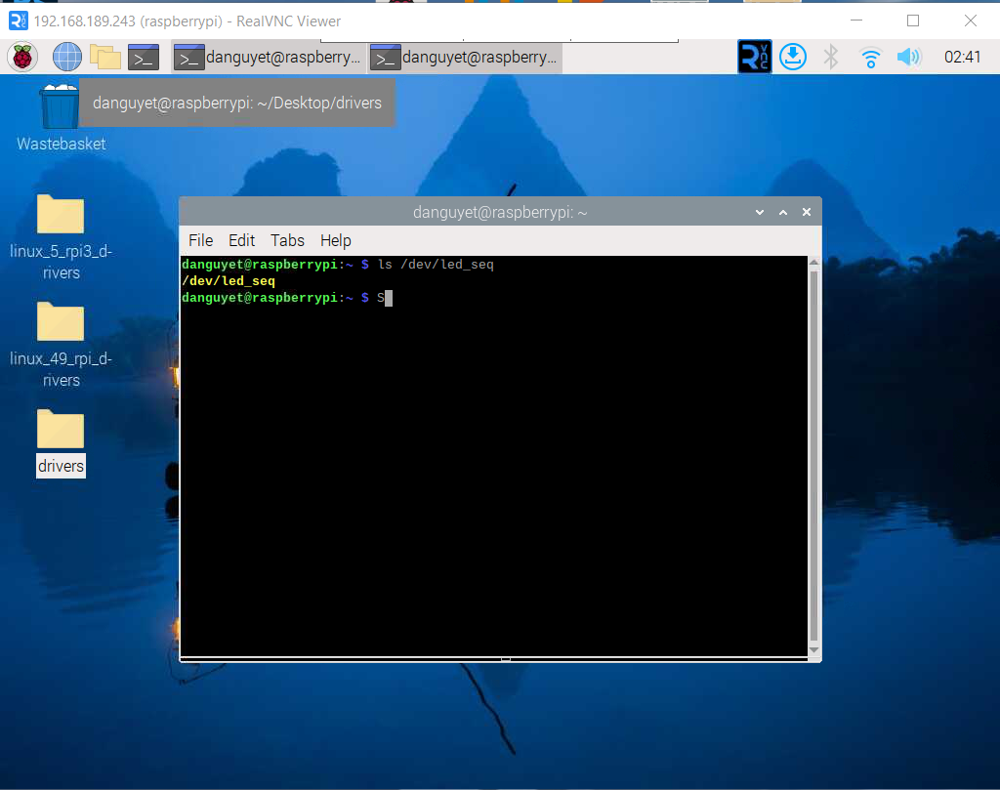 192.168.189.243 (raspberrypi) - RealVNC Viewer
danguyet@raspberry...
danguyet@raspberry...
02:41
danguyet@raspberrypi: ~/Desktop/drivers
Wastebasket
linux_5_rpi3_d-
rivers
linux_49_rpi_d-
rivers
drivers
danguyet@raspberrypi: ~
File Edit Tabs Help
danguyet@raspberrypi:~ $ ls /dev/led_seq
/dev/led_seq
danguyet@raspberrypi:~ $ S